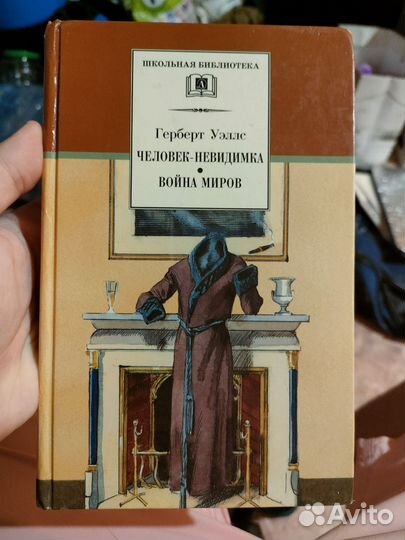 ШКОЛЬНАЯ БИБЛИОТЕКА
Герберт Уэллс
ЧЕЛОВЕК-НЕВИДИМКА
•
ВОЙНА МИРОВ
Avito